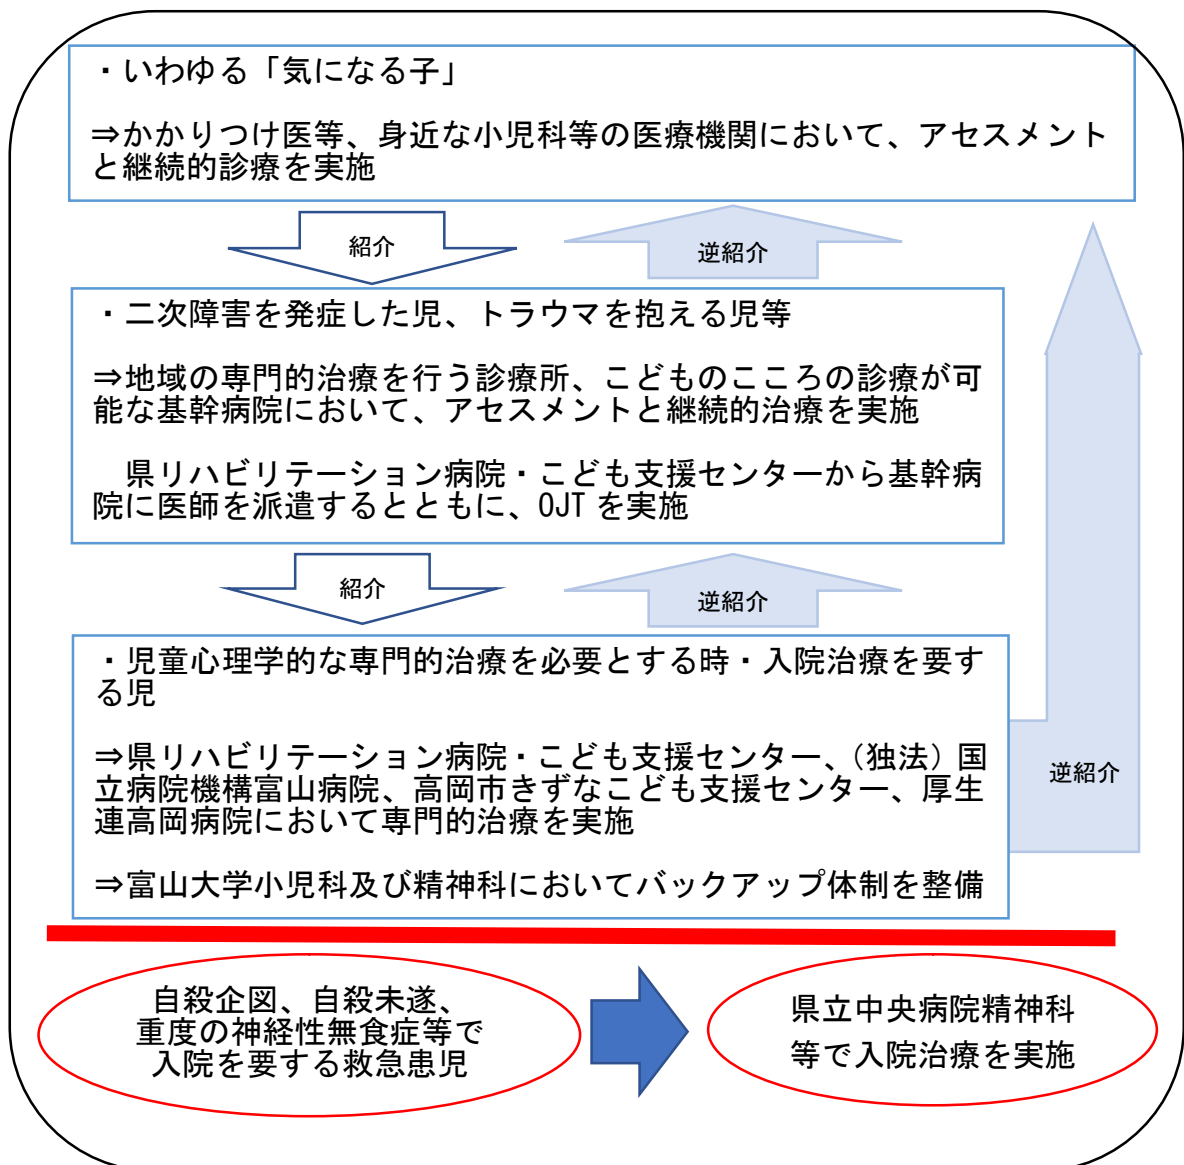 ・いわゆる「気になる子」
⇒かかりつけ医等、身近な小児科等の医療機関において、アセスメント
と継続的診療を実施
紹介
逆紹介
・二次障害を発症した児、トラウマを抱える児等
⇒地域の専門的治療を行う診療所、こどものこころの診療が可
能な基幹病院において、アセスメントと継続的治療を実施
県リハビリテーション病院・こども支援センターから基幹病
院に医師を派遣するとともに、OJT を実施
紹介
逆紹介
・児童心理学的な専門的治療を必要とする時・入院治療を要す
る児
⇒県リハビリテーション病院・こども支援センター、（独法）国
立病院機構富山病院、高岡市きずなこども支援センター、厚生
連高岡病院において専門的治療を実施
⇒富山大学小児科及び精神科においてバックアップ体制を整備
逆紹介
自殺企図、自殺未遂、
重度の神経性無食症等で
入院を要する救急患児
県立中央病院精神科
等で入院治療を実施